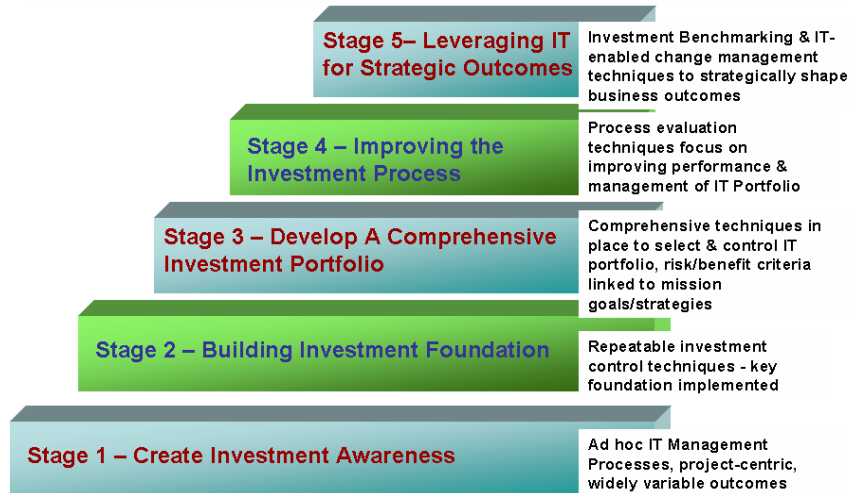 Stage 5– Leveraging IT
for Strategic Outcomes
Investment Benchmarking & IT-
enabled change management
techniques to strategically shape
business outcomes
Stage 4 – Improving the
Investment Process
Process evaluation
techniques focus on
improving performance &
management of IT Portfolio
Stage 3 – Develop A Comprehensive
Investment Portfolio
Comprehensive techniques in
place to select & control IT
portfolio, risk/benefit criteria
linked to mission
goals/strategies
Stage 2 – Building Investment Foundation
Repeatable investment
control techniques - key
foundation implemented
Stage 1 – Create Investment Awareness
Ad hoc IT Management
Processes, project-centric,
widely variable outcomes